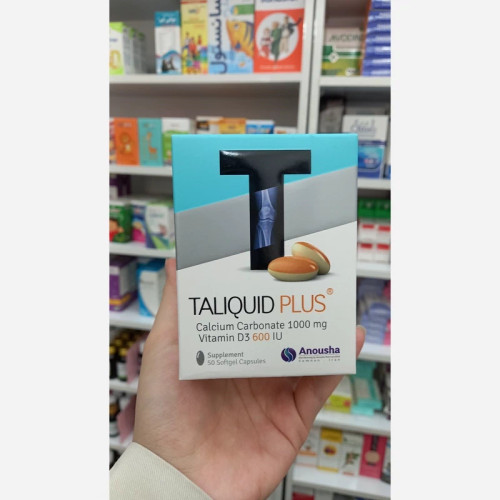 T
TALIQUID PLUS®
Calcium Carbonate 1000 mg
Vitamin D3 600 IU
Supplement
50 Softgel Capsules
Anousha